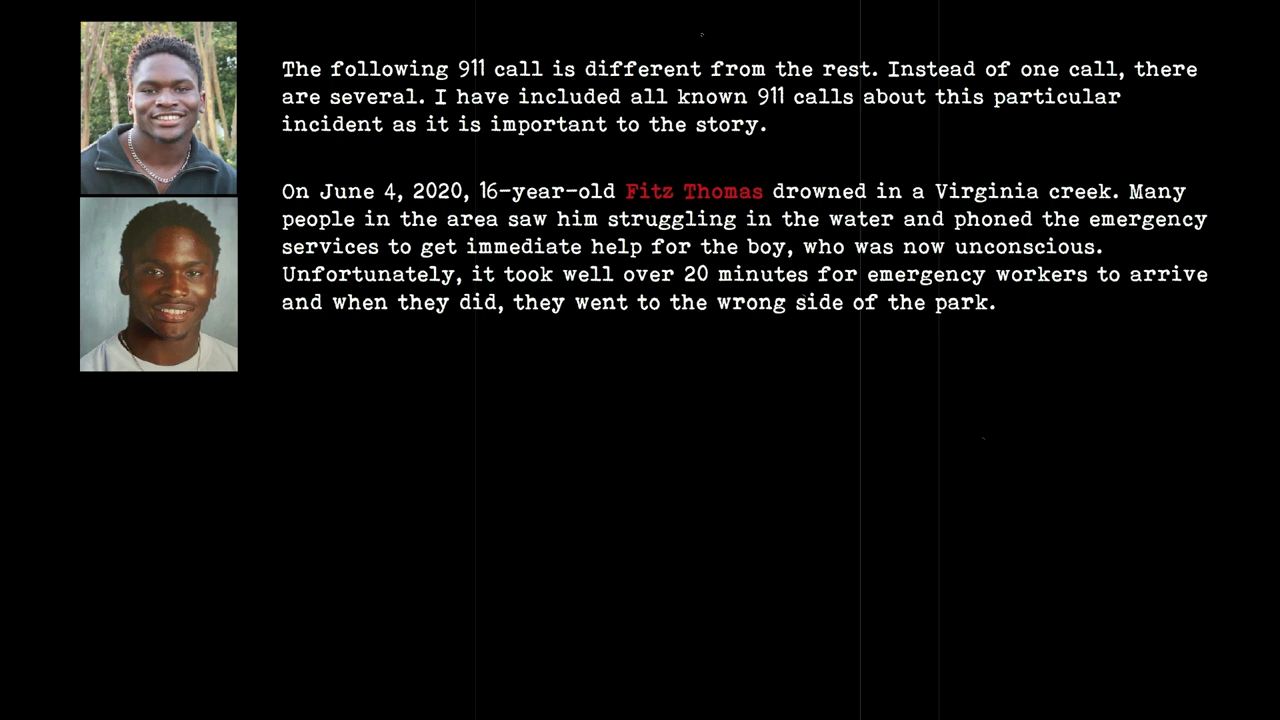 The following 911 call is different from the rest. Instead of one call, there
are several. I have included all known 911 calls about this particular
incident as it is important to the story.
On June 4, 2020, 16-year-old Fitz Thomas drowned in a Virginia creek. Many
people in the area saw him struggling in the water and phoned the emergency
services to get immediate help for the boy, who was now unconscious.
Unfortunately, it took well over 20 minutes for emergency workers to arrive
and when they did, they went to the wrong side of the park.